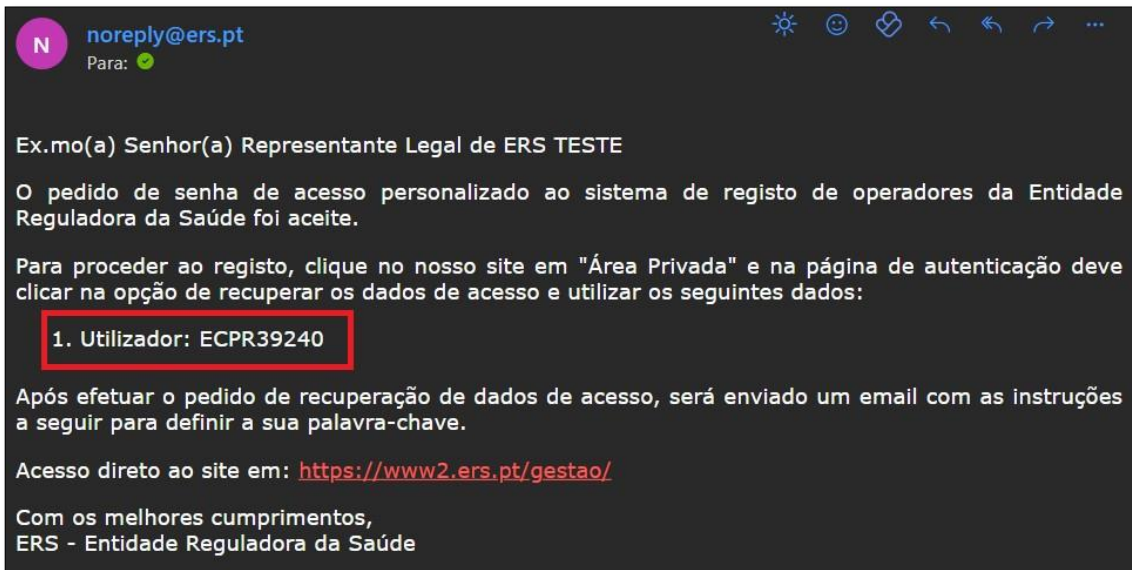 N
noreply@ers.pt
Para:
Ex.mo(a) Senhor(a) Representante Legal de ERS TESTE
O pedido de senha de acesso personalizado ao sistema de registo de operadores da Entidade
Reguladora da Saúde foi aceite.
Para proceder ao registo, clique no nosso site em "Área Privada" e na página de autenticação deve
clicar na opção de recuperar os dados de acesso e utilizar os seguintes dados:
1. Utilizador: ECPR39240
Após efetuar o pedido de recuperação de dados de acesso, será enviado um email com as instruções
a seguir para definir a sua palavra-chave.
Acesso direto ao site em: https://www2.ers.pt/gestao/
Com os melhores cumprimentos,
ERS - Entidade Reguladora da Saúde